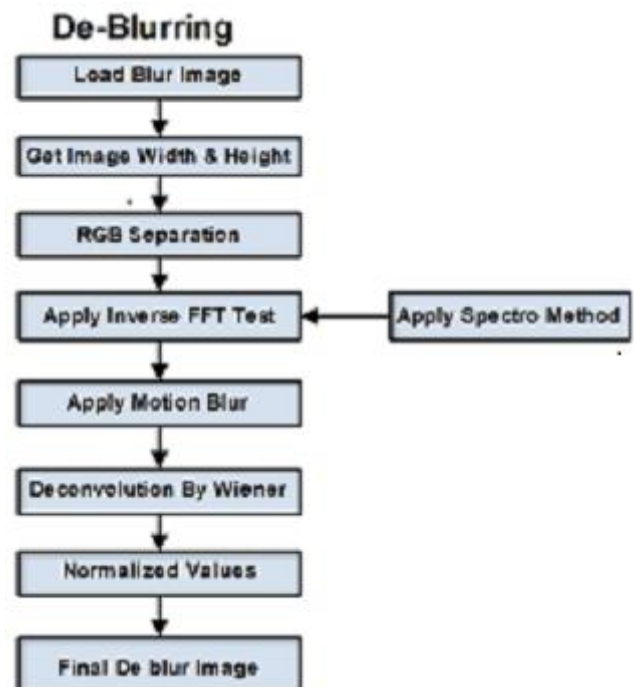 De-Blurring
Load Blur Image
Get Image Width & Height
RGB Separation
Apply Inverse FFT Test
Apply Spectro Method
Apply Motion Blur
Deconvolution By Wiener
Normalized Values
Final De blur Image